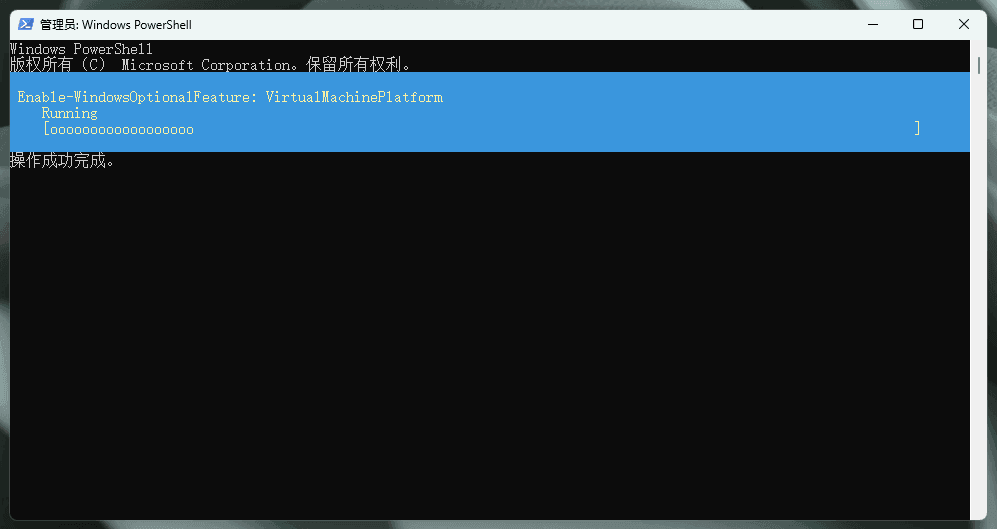 管理员: Windows PowerShell
Windows PowerShell
版权所有 (C) Microsoft Corporation。保留所有权利。
Enable-WindowsOptionalFeature: VirtualMachinePlatform
Running
[oooooooooooooooooo ]
操作成功完成。